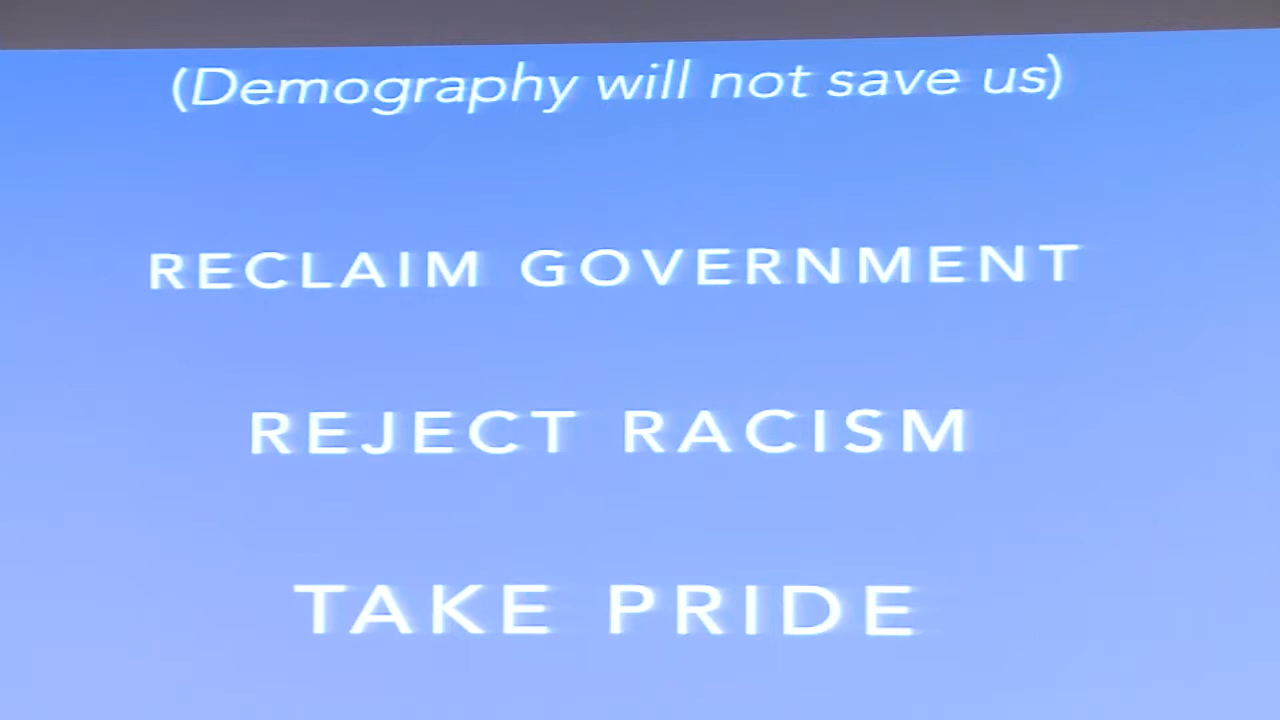 (Demography will not save us)
RECLAIM GOVERNMENT
REJECT RACISM
TAKE PRIDE